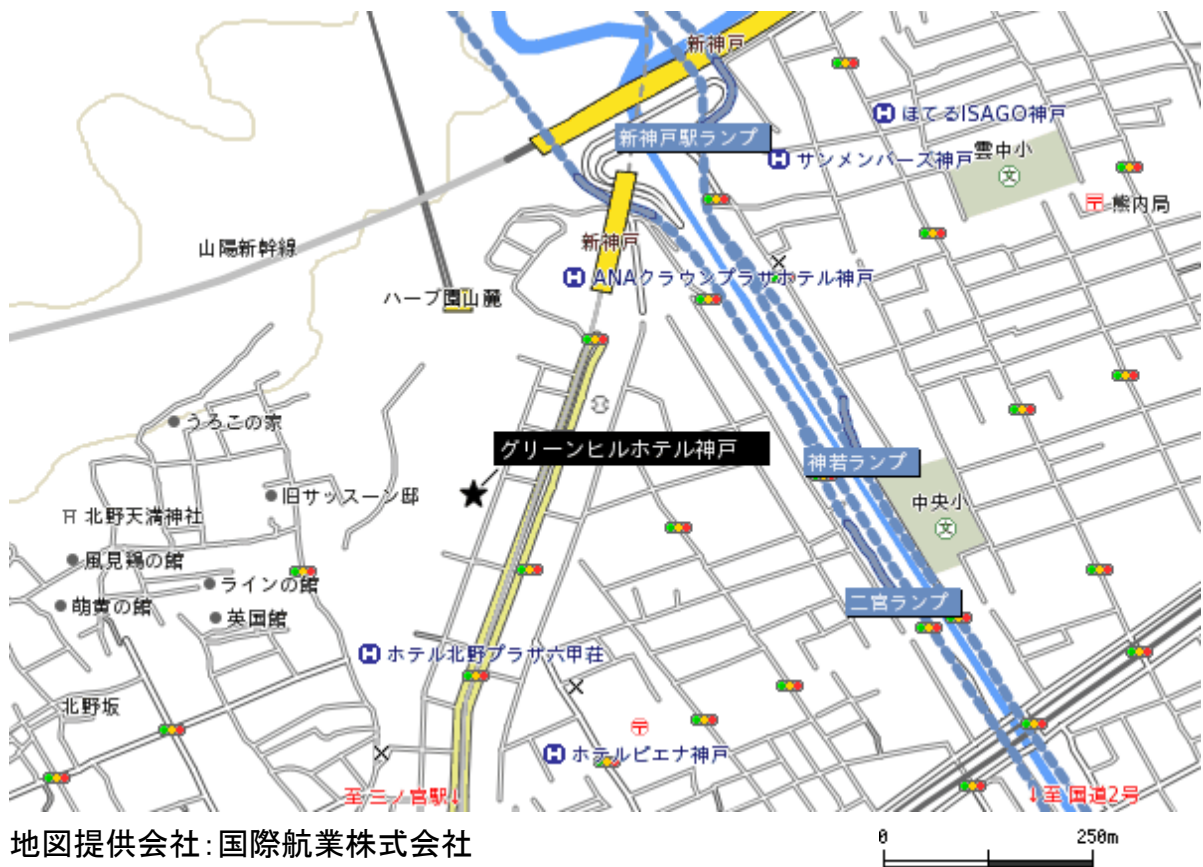 新神戸
ほてるISAGO神戸
新神戸駅ランプ
サンメンバーズ神戸
雲中小
文
熊内局
山陽新幹線
新神戸
ANAクラウンプラザホテル神戸
ハーブ園山麓
うろこの家
グリーンヒルホテル神戸
神若ランプ
旧サッスーン邸
中央小
文
北野天満神社
風見鶏の館
ラインの館
萌黄の館
英国館
二宮ランプ
ホテル北野プラザ六甲荘
北野坂
ホテルピエナ神戸
至 三ノ宮駅↓
↓至 国道2号
地図提供会社:国際航業株式会社
0 250m